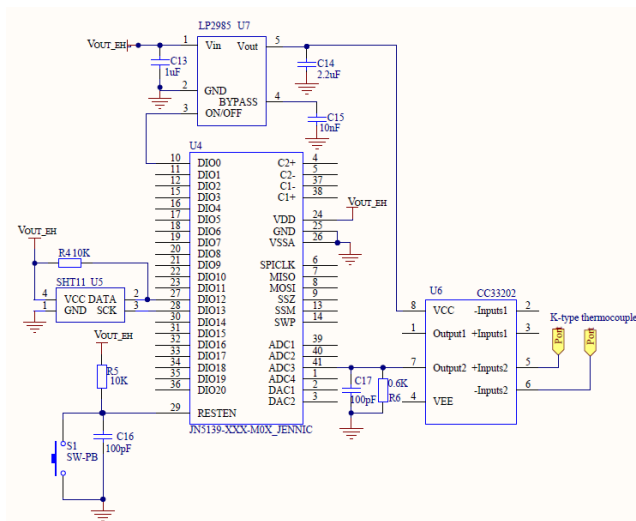 LP2985 U7
VOUT_EH
1 Vin Vout 5
C13
1uF
C14
2.2uF
2 GND
BYPASS 4
3 ON/OFF
C15
10nF
U4
10 DIO0 C2+ 4
11 DIO1 C2- 5
12 DIO2 C1- 37
15 DIO3 C1+ 38
16 DIO4
17 DIO5 VDD 24
18 DIO6 GND 25
19 DIO7 VSSA 26
20 DIO8
21 DIO9 SPICLK 6
22 DIO10 MISO 7
23 DIO11 MOSI 8
27 DIO12 SSZ 9
28 DIO13 SSM 13
30 DIO14 SWP 14
31 DIO15
32 DIO16 ADC1 39
33 DIO17 ADC2 40
34 DIO18 ADC3 41
35 DIO19 ADC4 1
36 DIO20 DAC1 2
DAC2 3
29 RESTEN
JN5139-XXX-M0X_JENNIC
VOUT_EH
VOUT_EH
R4 10K
SHT11 U5
4 VCC DATA 2
1 GND SCK 3
VOUT_EH
R5
10K
S1
SW-PB
C16
100pF
C17
100pF
0.6K
R6
U6 CC33202
8 VCC -Inputs1 2
1 Output1 +Inputs1 3
7 Output2 +Inputs2 5
-Inputs2 6
4 VEE
K-type thermocouple
Port
Port